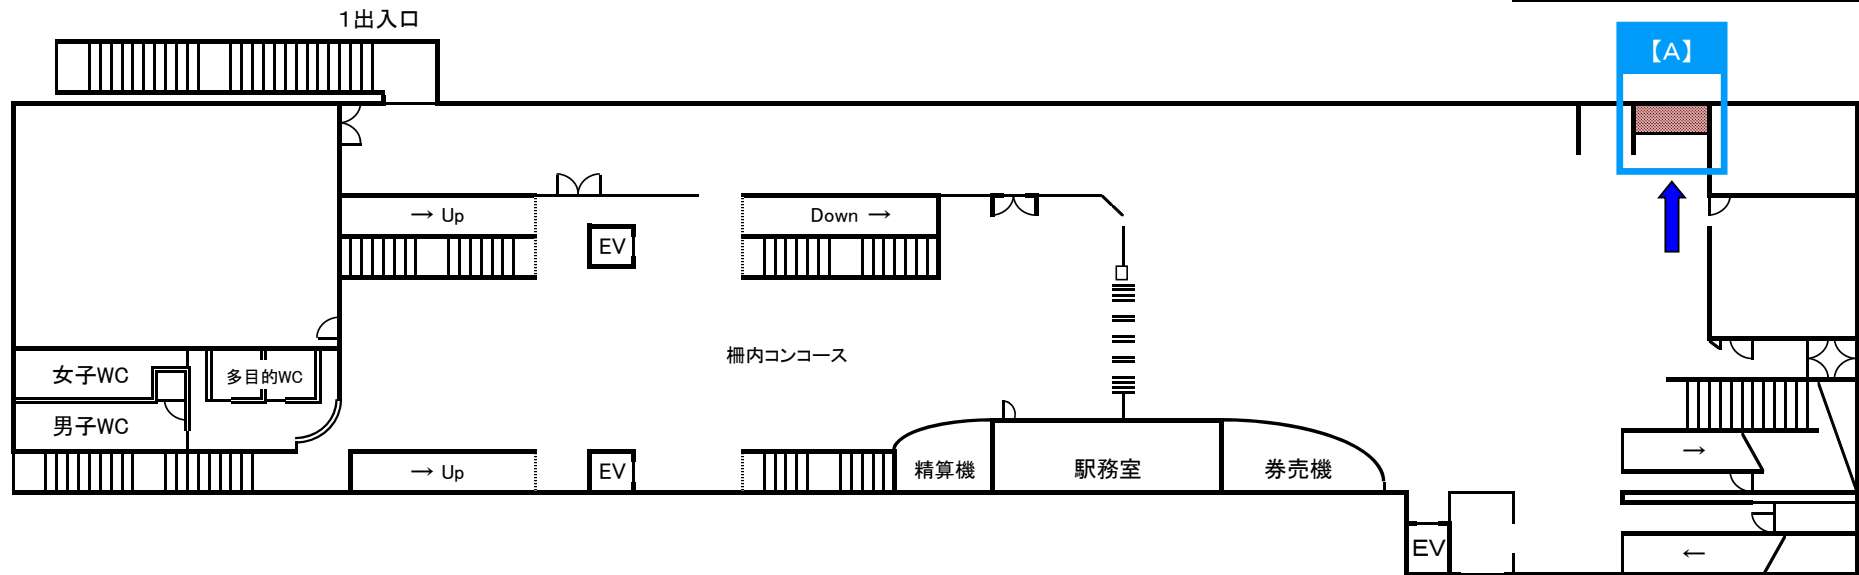 1出入口
【A】
→ Up
Down →
EV
柵内コンコース
女子WC
多目的WC
男子WC
→ Up
EV
精算機
駅務室
券売機
→
EV
←